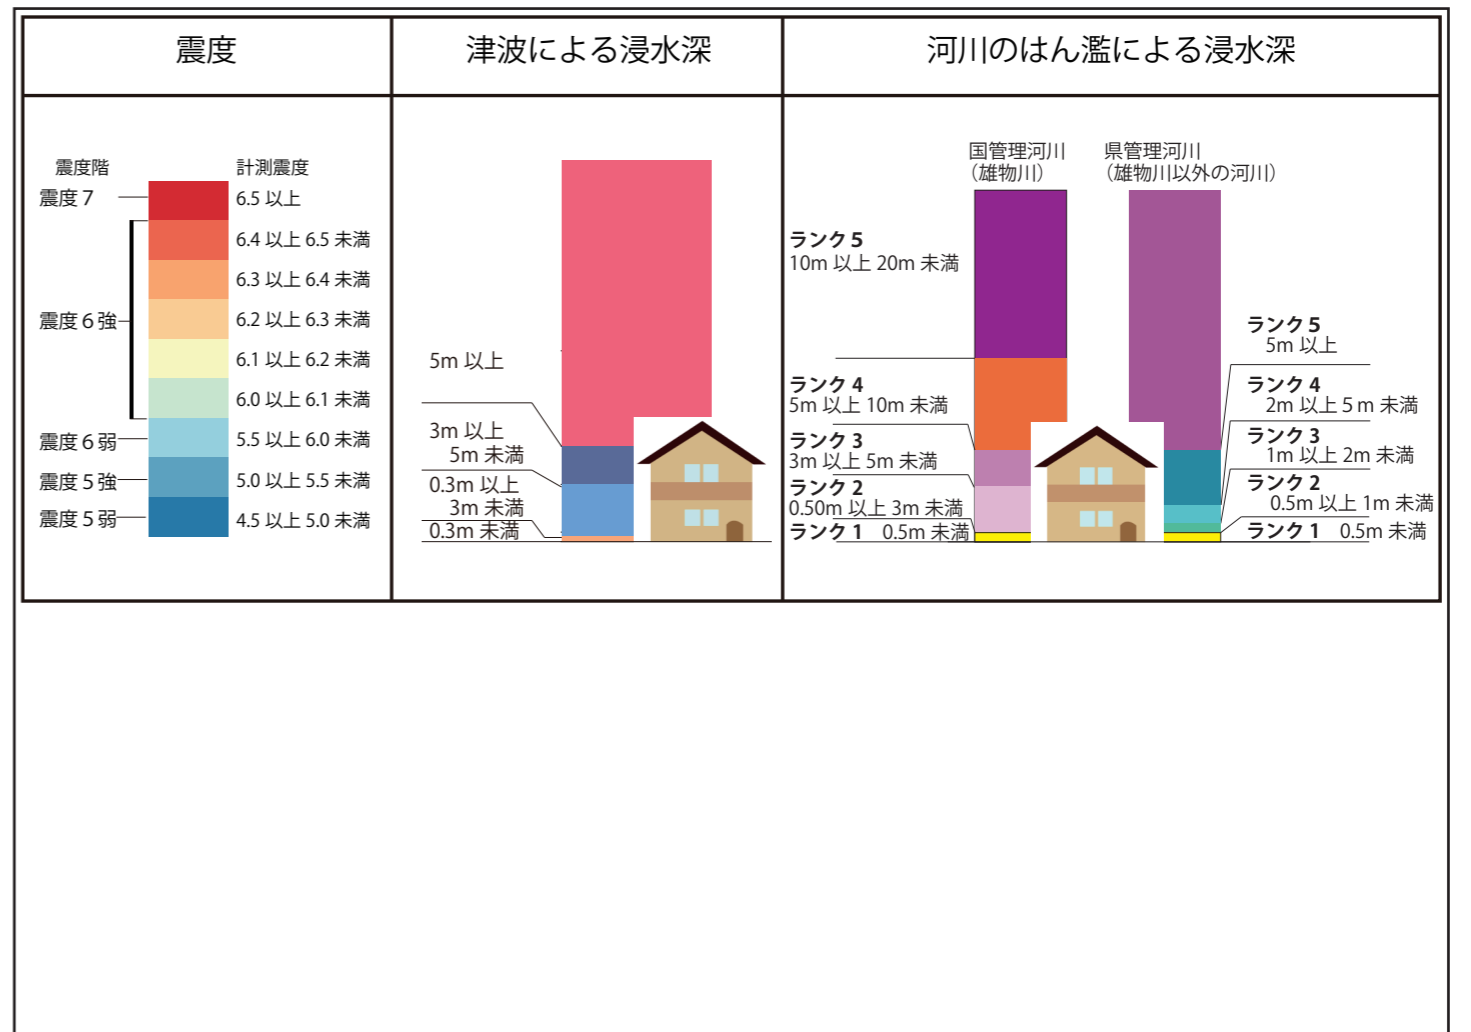 震度
津波による浸水深
河川のはん濫による浸水深
震度階
計測震度
震度７
6.5 以上
6.4 以上 6.5 未満
6.3 以上 6.4 未満
震度６強
6.2 以上 6.3 未満
6.1 以上 6.2 未満
6.0 以上 6.1 未満
震度６弱
5.5 以上 6.0 未満
震度５強
5.0 以上 5.5 未満
震度５弱
4.5 以上 5.0 未満
5m 以上
3m 以上
5m 未満
0.3m 以上
3m 未満
0.3m 未満
国管理河川
（雄物川）
ランク 5
10m 以上 20m 未満
ランク 4
5m 以上 10m 未満
ランク 3
3m 以上 5m 未満
ランク 2
0.50m 以上 3m 未満
ランク 1 0.5m 未満
県管理河川
（雄物川以外の河川）
ランク 5
5m 以上
ランク 4
2m 以上 5 m 未満
ランク 3
1m 以上 2m 未満
ランク 2
0.5m 以上 1m 未満
ランク 1 0.5m 未満